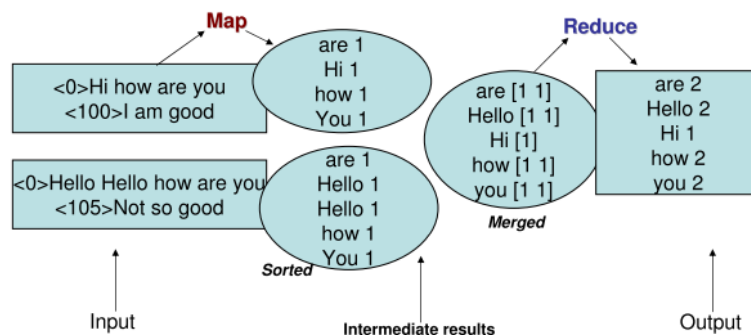 Map
<0>Hi how are you
<100>I am good
are 1
Hi 1
how 1
You 1
<0>Hello Hello how are you
<105>Not so good
are 1
Hello 1
Hello 1
how 1
You 1
Sorted
Reduce
are [1 1]
Hello [1 1]
Hi [1]
how [1 1]
you [1 1]
Merged
are 2
Hello 2
Hi 1
how 2
you 2
Input
Intermediate results
Output